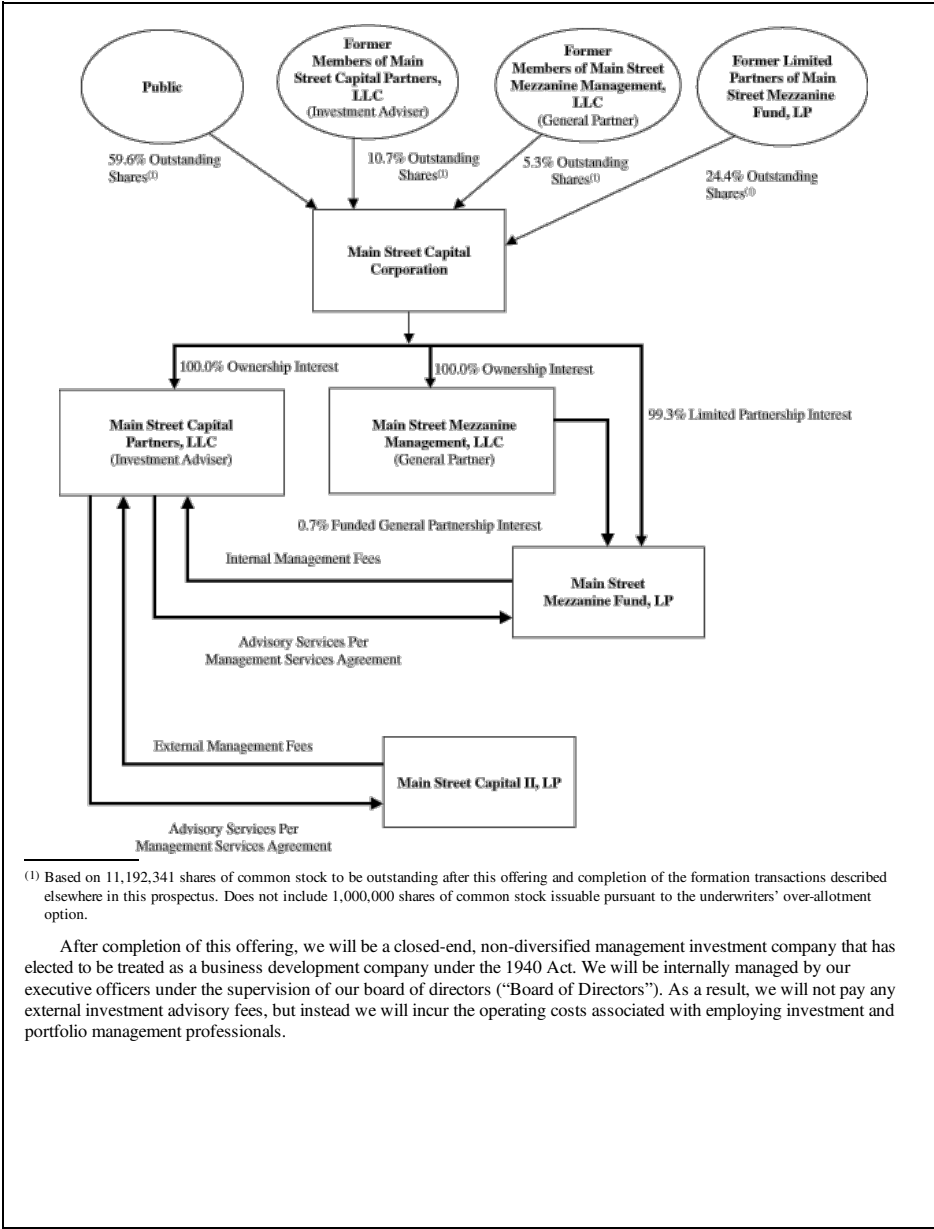 Public
Former
Members of Main
Street Capital Partners,
LLC
(Investment Adviser)
Former
Members of Main Street
Mezzanine Management,
LLC
(General Partner)
Former Limited
Partners of Main
Street Mezzanine
Fund, LP
59.6% Outstanding
Shares(1)
10.7% Outstanding
Shares(1)
5.3% Outstanding
Shares(1)
24.4% Outstanding
Shares(1)
Main Street Capital
Corporation
100.0% Ownership Interest
100.0% Ownership Interest
99.3% Limited Partnership Interest
Main Street Capital
Partners, LLC
(Investment Adviser)
Main Street Mezzanine
Management, LLC
(General Partner)
0.7% Funded General Partnership Interest
Internal Management Fees
Main Street
Mezzanine Fund, LP
Advisory Services Per
Management Services Agreement
External Management Fees
Main Street Capital II, LP
Advisory Services Per
Management Services Agreement
(1) Based on 11,192,341 shares of common stock to be outstanding after this offering and completion of the formation transactions described
elsewhere in this prospectus. Does not include 1,000,000 shares of common stock issuable pursuant to the underwriters’ over-allotment
option.
After completion of this offering, we will be a closed-end, non-diversified management investment company that has
elected to be treated as a business development company under the 1940 Act. We will be internally managed by our
executive officers under the supervision of our board of directors (“Board of Directors”). As a result, we will not pay any
external investment advisory fees, but instead we will incur the operating costs associated with employing investment and
portfolio management professionals.